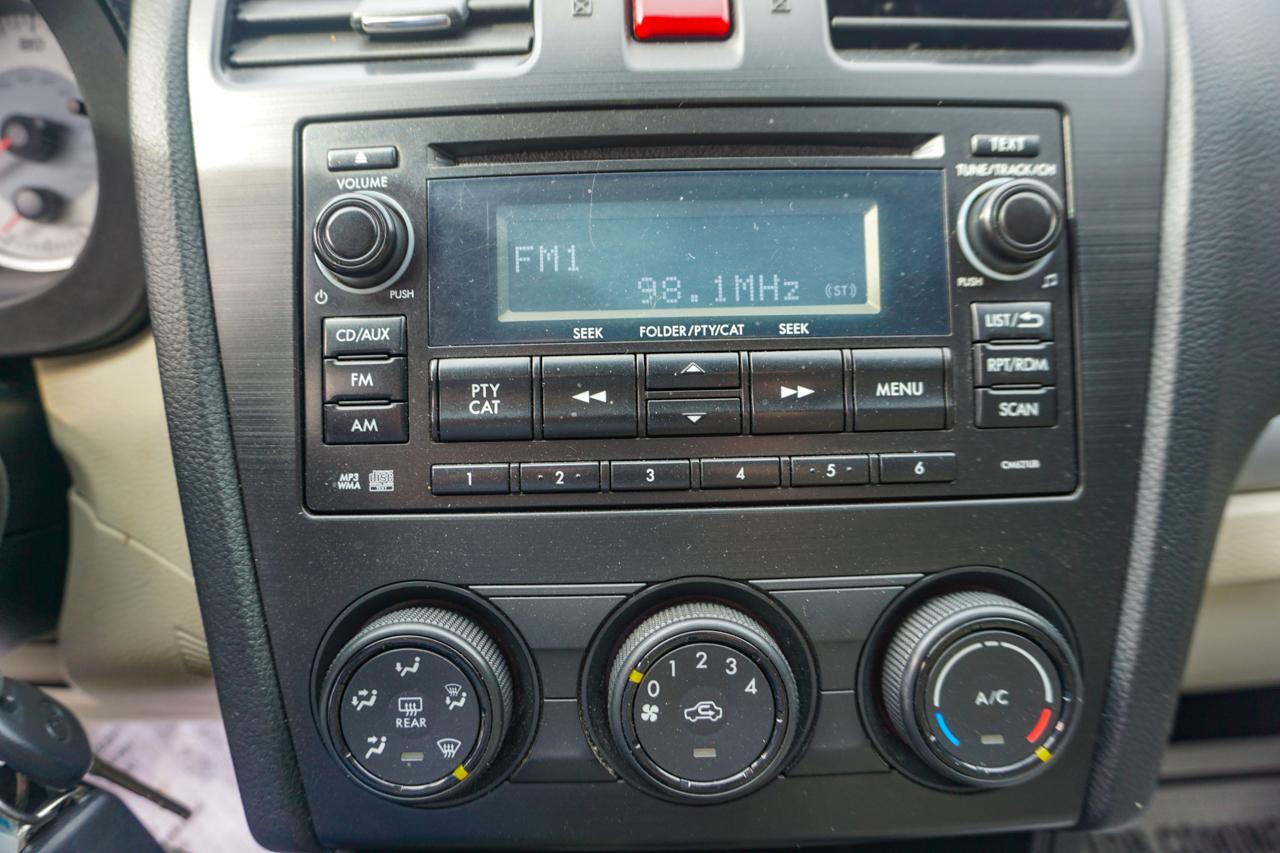 TEXT
VOLUME
TUNE/TRACK/CH
FM1
98.1MHz ((ST))
PUSH
PUSH
SEEK FOLDER/PTY/CAT SEEK
CD/AUX
LIST/
FM
PTY
CAT
MENU
RPT/RDM
AM
SCAN
MP3
WMA
1 2 3 4 5 6
REAR
0 1 2 3 4
A/C